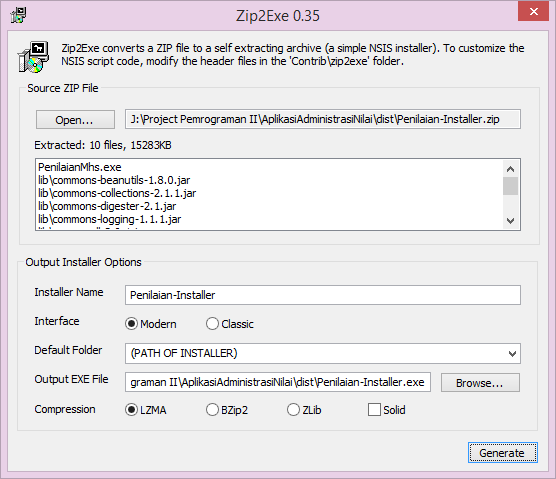 Zip2Exe 0.35
Zip2Exe converts a ZIP file to a self extracting archive (a simple NSIS installer). To customize the
NSIS script code, modify the header files in the 'Contrib\zip2exe' folder.
Source ZIP File
Open... J:\Project Pemrograman II\AplikasiAdministrasiNilai\dist\Penilaian-Installer.zip
Extracted: 10 files, 15283KB
PenilaianMhs.exe
lib\commons-beanutils-1.8.0.jar
lib\commons-collections-2.1.1.jar
lib\commons-digester-2.1.jar
lib\commons-logging-1.1.1.jar
Output Installer Options
Installer Name Penilaian-Installer
Interface Modern Classic
Default Folder (PATH OF INSTALLER)
Output EXE File graman II\AplikasiAdministrasiNilai\dist\Penilaian-Installer.exe Browse...
Compression LZMA BZip2 ZLib Solid
Generate